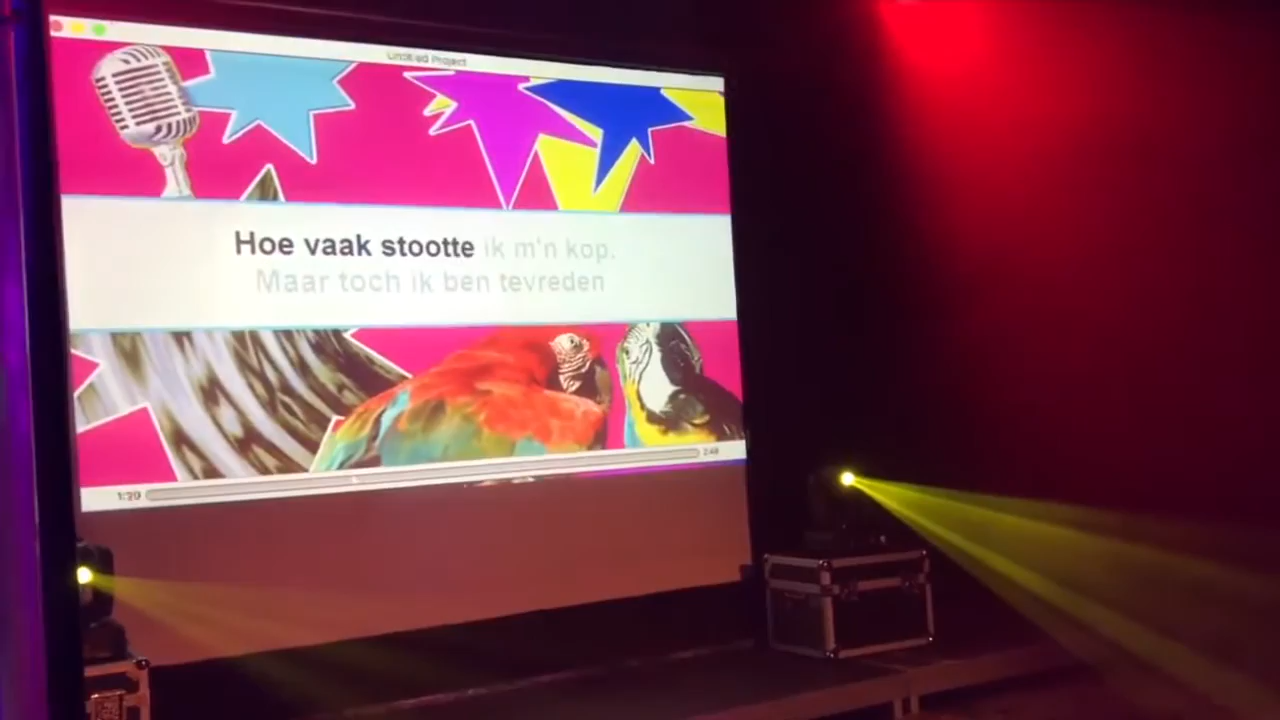 Untitled Project
Hoe vaak stootte ik m'n kop.
Maar toch ik ben tevreden
1:20
2:48